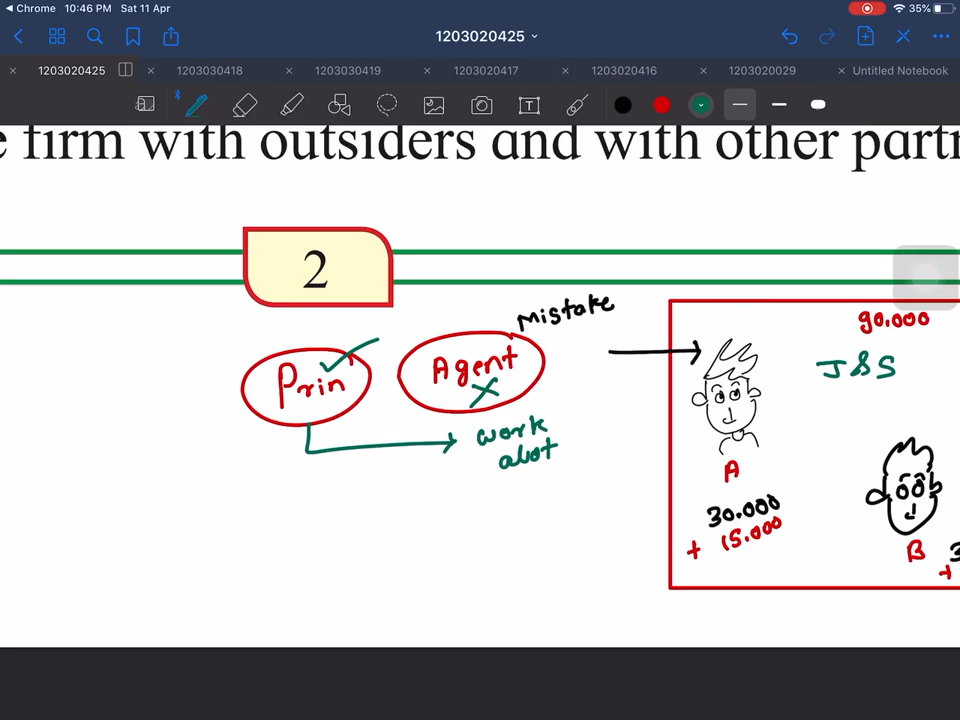 Chrome 10:46 PM Sat 11 Apr 35%
1203020425
1203020425 1203030418 1203030419 1203020417 1203020416 1203020029 Untitled Notebook
T
e firm with outsiders and with other partn
2
Mistake
90.000
Prin
Agent
J&S
work
alot
A
30.000
+ 15.000
B
3
+